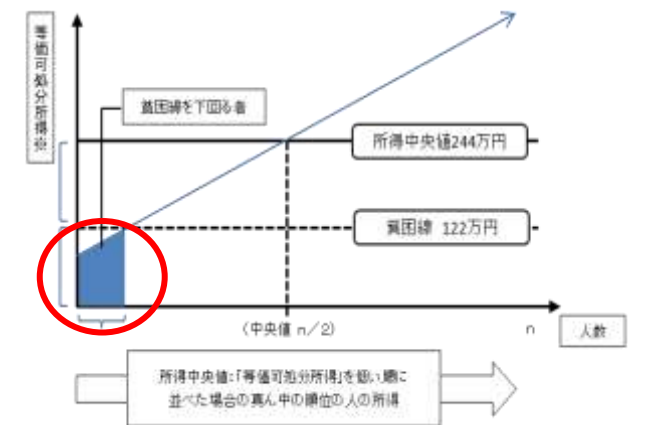 等価可処分所得※
貧困線を下回る者
所得中央値244万円
貧困線 122万円
(中央値 n/2)
n
人数
所得中央値:「等価可処分所得」を低い順に
並べた場合の真ん中の順位の人の所得